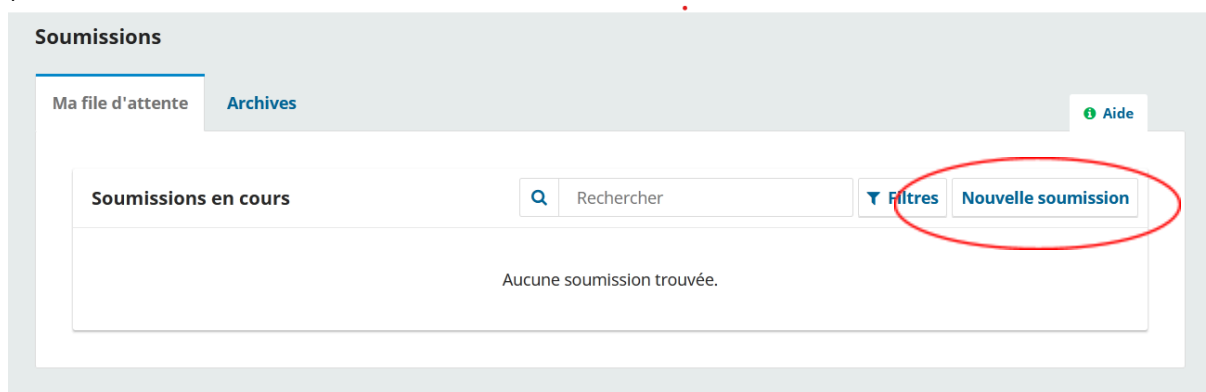 Soumissions
Ma file d'attente Archives
Aide
Soumissions en cours Rechercher Filtres Nouvelle soumission
Aucune soumission trouvée.